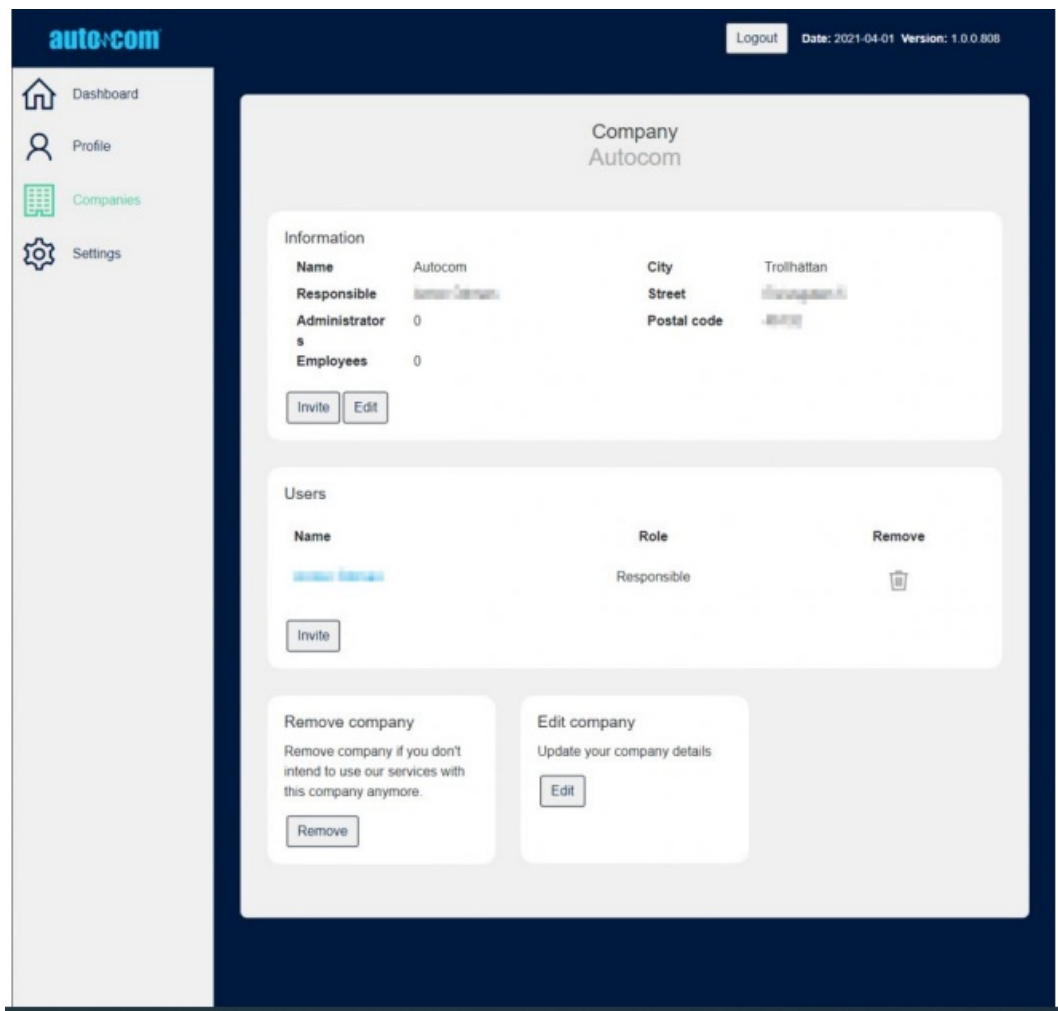 autocom
Logout Date: 2021-04-01 Version: 1.0.0.808
Dashboard
Profile
Companies
Settings
Company
Autocom
Information
Name Autocom City Trollhättan
Responsible Street
Administrator 0 Postal code
s
Employees 0
Invite Edit
Users
Name Role Remove
Responsible
Invite
Remove company
Remove company if you don't
intend to use our services with
this company anymore.
Remove
Edit company
Update your company details
Edit